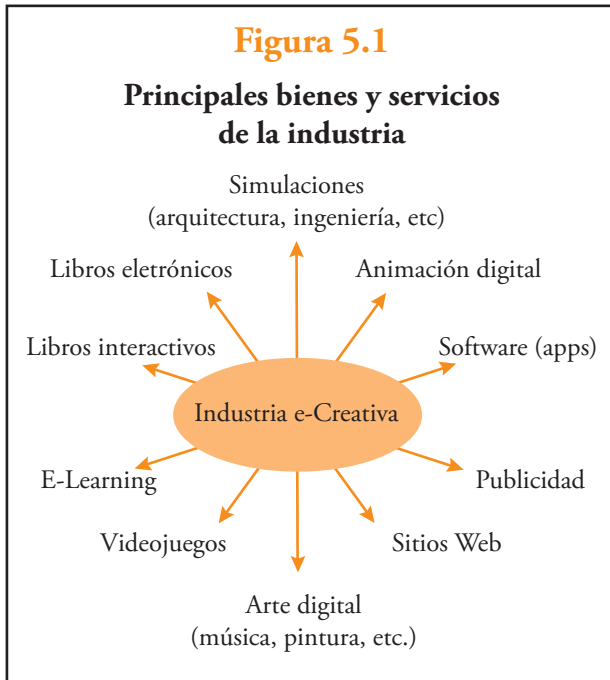 Figura 5.1
Principales bienes y servicios
de la industria
Simulaciones
(arquitectura, ingeniería, etc)
Libros eletrónicos
Animación digital
Libros interactivos
Software (apps)
Industria e-Creativa
E-Learning
Publicidad
Videojuegos
Sitios Web
Arte digital
(música, pintura, etc.)